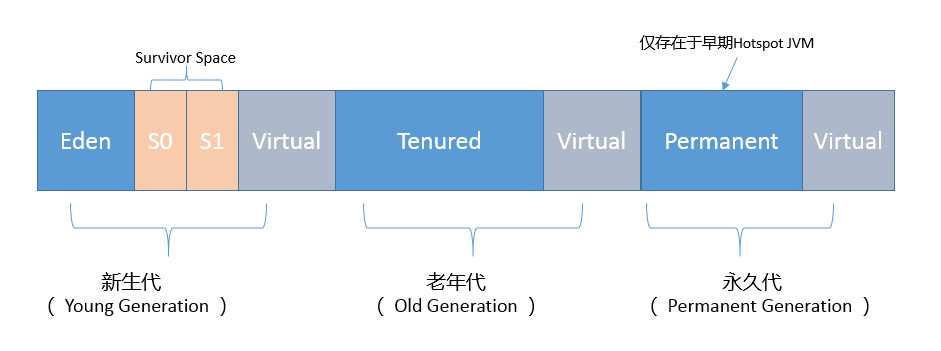 仅存在于早期Hotspot JVM
Survivor Space
Eden S0 S1 Virtual Tenured Virtual Permanent Virtual
新生代 老年代 永久代
（ Young Generation ） （ Old Generation ） （ Permanent Generation ）